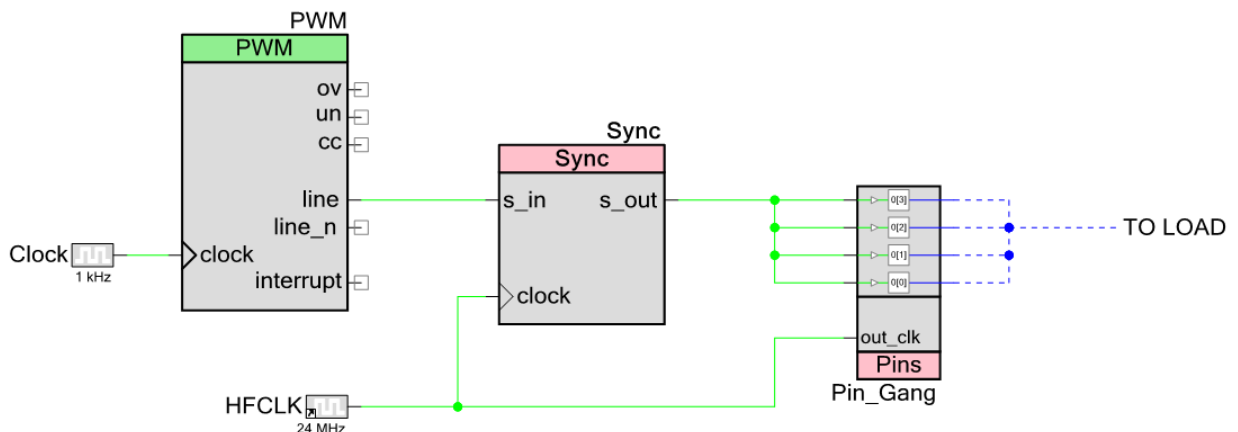 PWM
PWM
ov
un
cc
line
line_n
interrupt
clock
Clock
1 kHz
Sync
Sync
s_in
s_out
clock
HFCLK
24 MHz
0[3]
0[2]
0[1]
0[0]
out_clk
Pins
Pin_Gang
TO LOAD